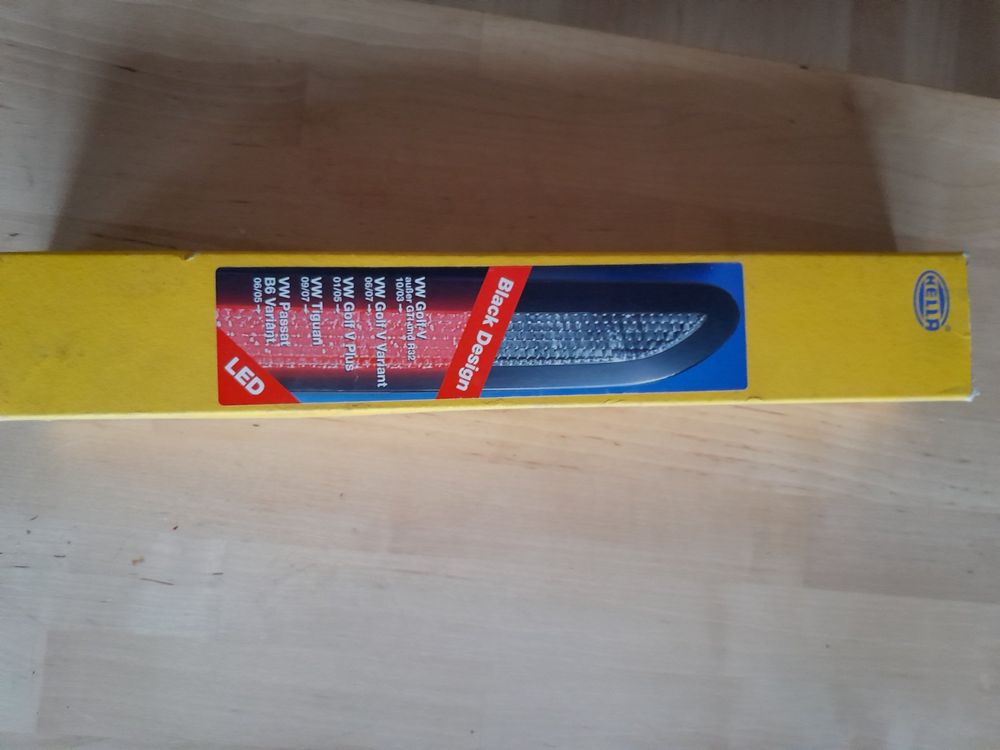 HELLA
®
Black Design
VW Golf V
außer GTI und R32
10/03 →
VW Golf V Variant
06/07 →
VW Golf V Plus
01/05 →
VW Tiguan
09/07 →
VW Passat
B6 Variant
06/05 →
LED